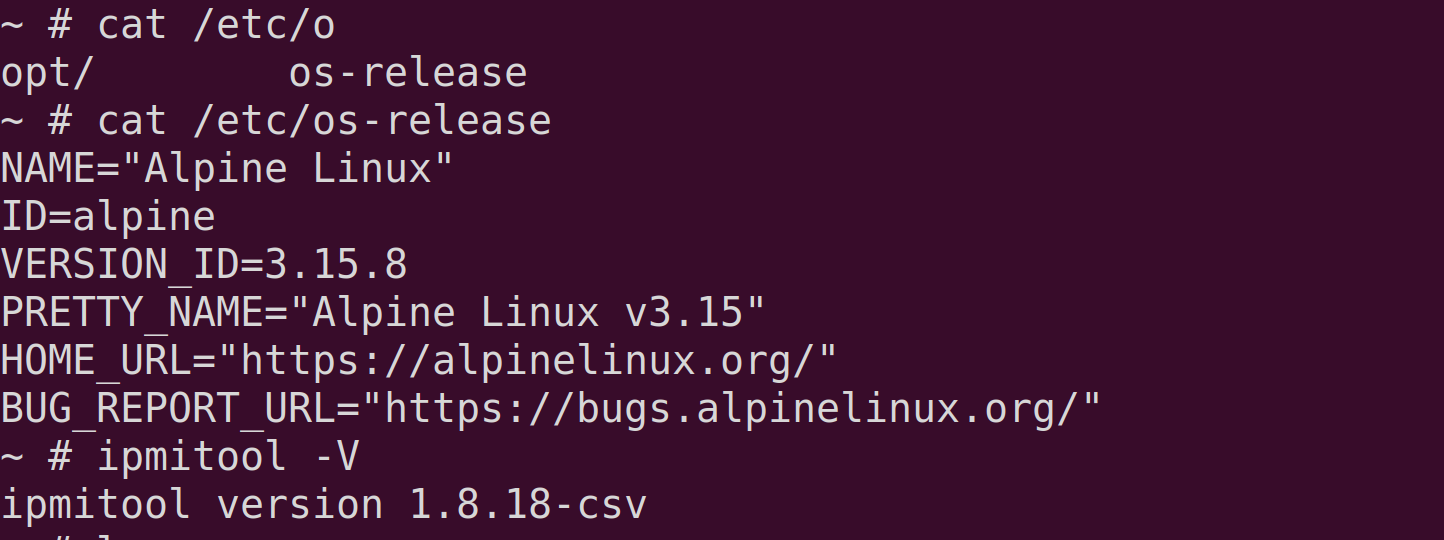 ~ # cat /etc/o
opt/        os-release
~ # cat /etc/os-release
NAME="Alpine Linux"
ID=alpine
VERSION_ID=3.15.8
PRETTY_NAME="Alpine Linux v3.15"
HOME_URL="https://alpinelinux.org/"
BUG_REPORT_URL="https://bugs.alpinelinux.org/"
~ # ipmitool -V
ipmitool version 1.8.18-csv